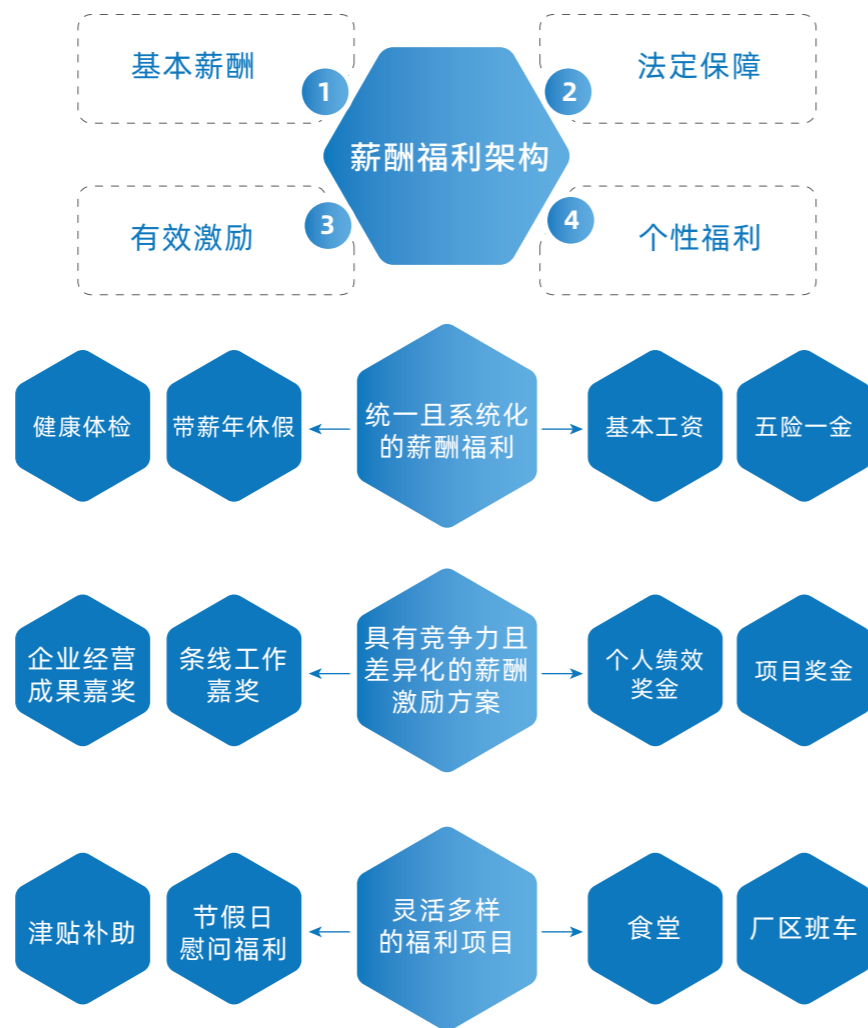 基本薪酬
1
2
法定保障
薪酬福利架构
有效激励
3
4
个性福利
健康体检
带薪年休假
统一且系统化
的薪酬福利
基本工资
五险一金
企业经营
成果嘉奖
条线工作
嘉奖
具有竞争力且
差异化的薪酬
激励方案
个人绩效
奖金
项目奖金
津贴补助
节假日
慰问福利
灵活多样
的福利项目
食堂
厂区班车